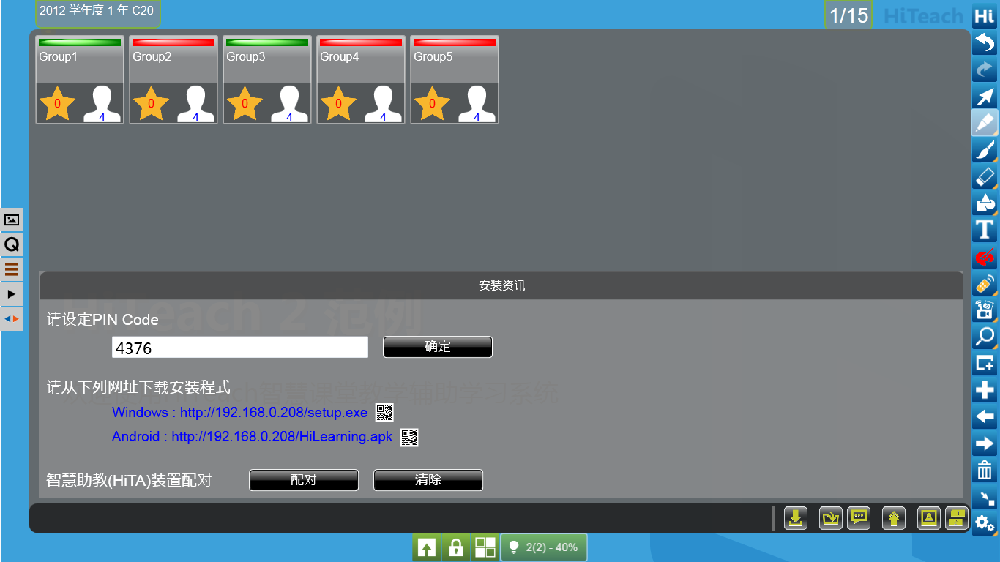 2012 学年度 1 年 C20
1/15
HiTeach
Hi
Group1
Group2
Group3
Group4
Group5
0
4
0
4
0
4
0
4
0
4
Q
T
安装资讯
HiTeach 2 范例
请设定PIN Code
4376
确定
请从下列网址下载安装程式
Windows : http://192.168.0.208/setup.exe
Android : http://192.168.0.208/HiLearning.apk
智慧助教(HiTA)装置配对
配对
清除
2(2) - 40%